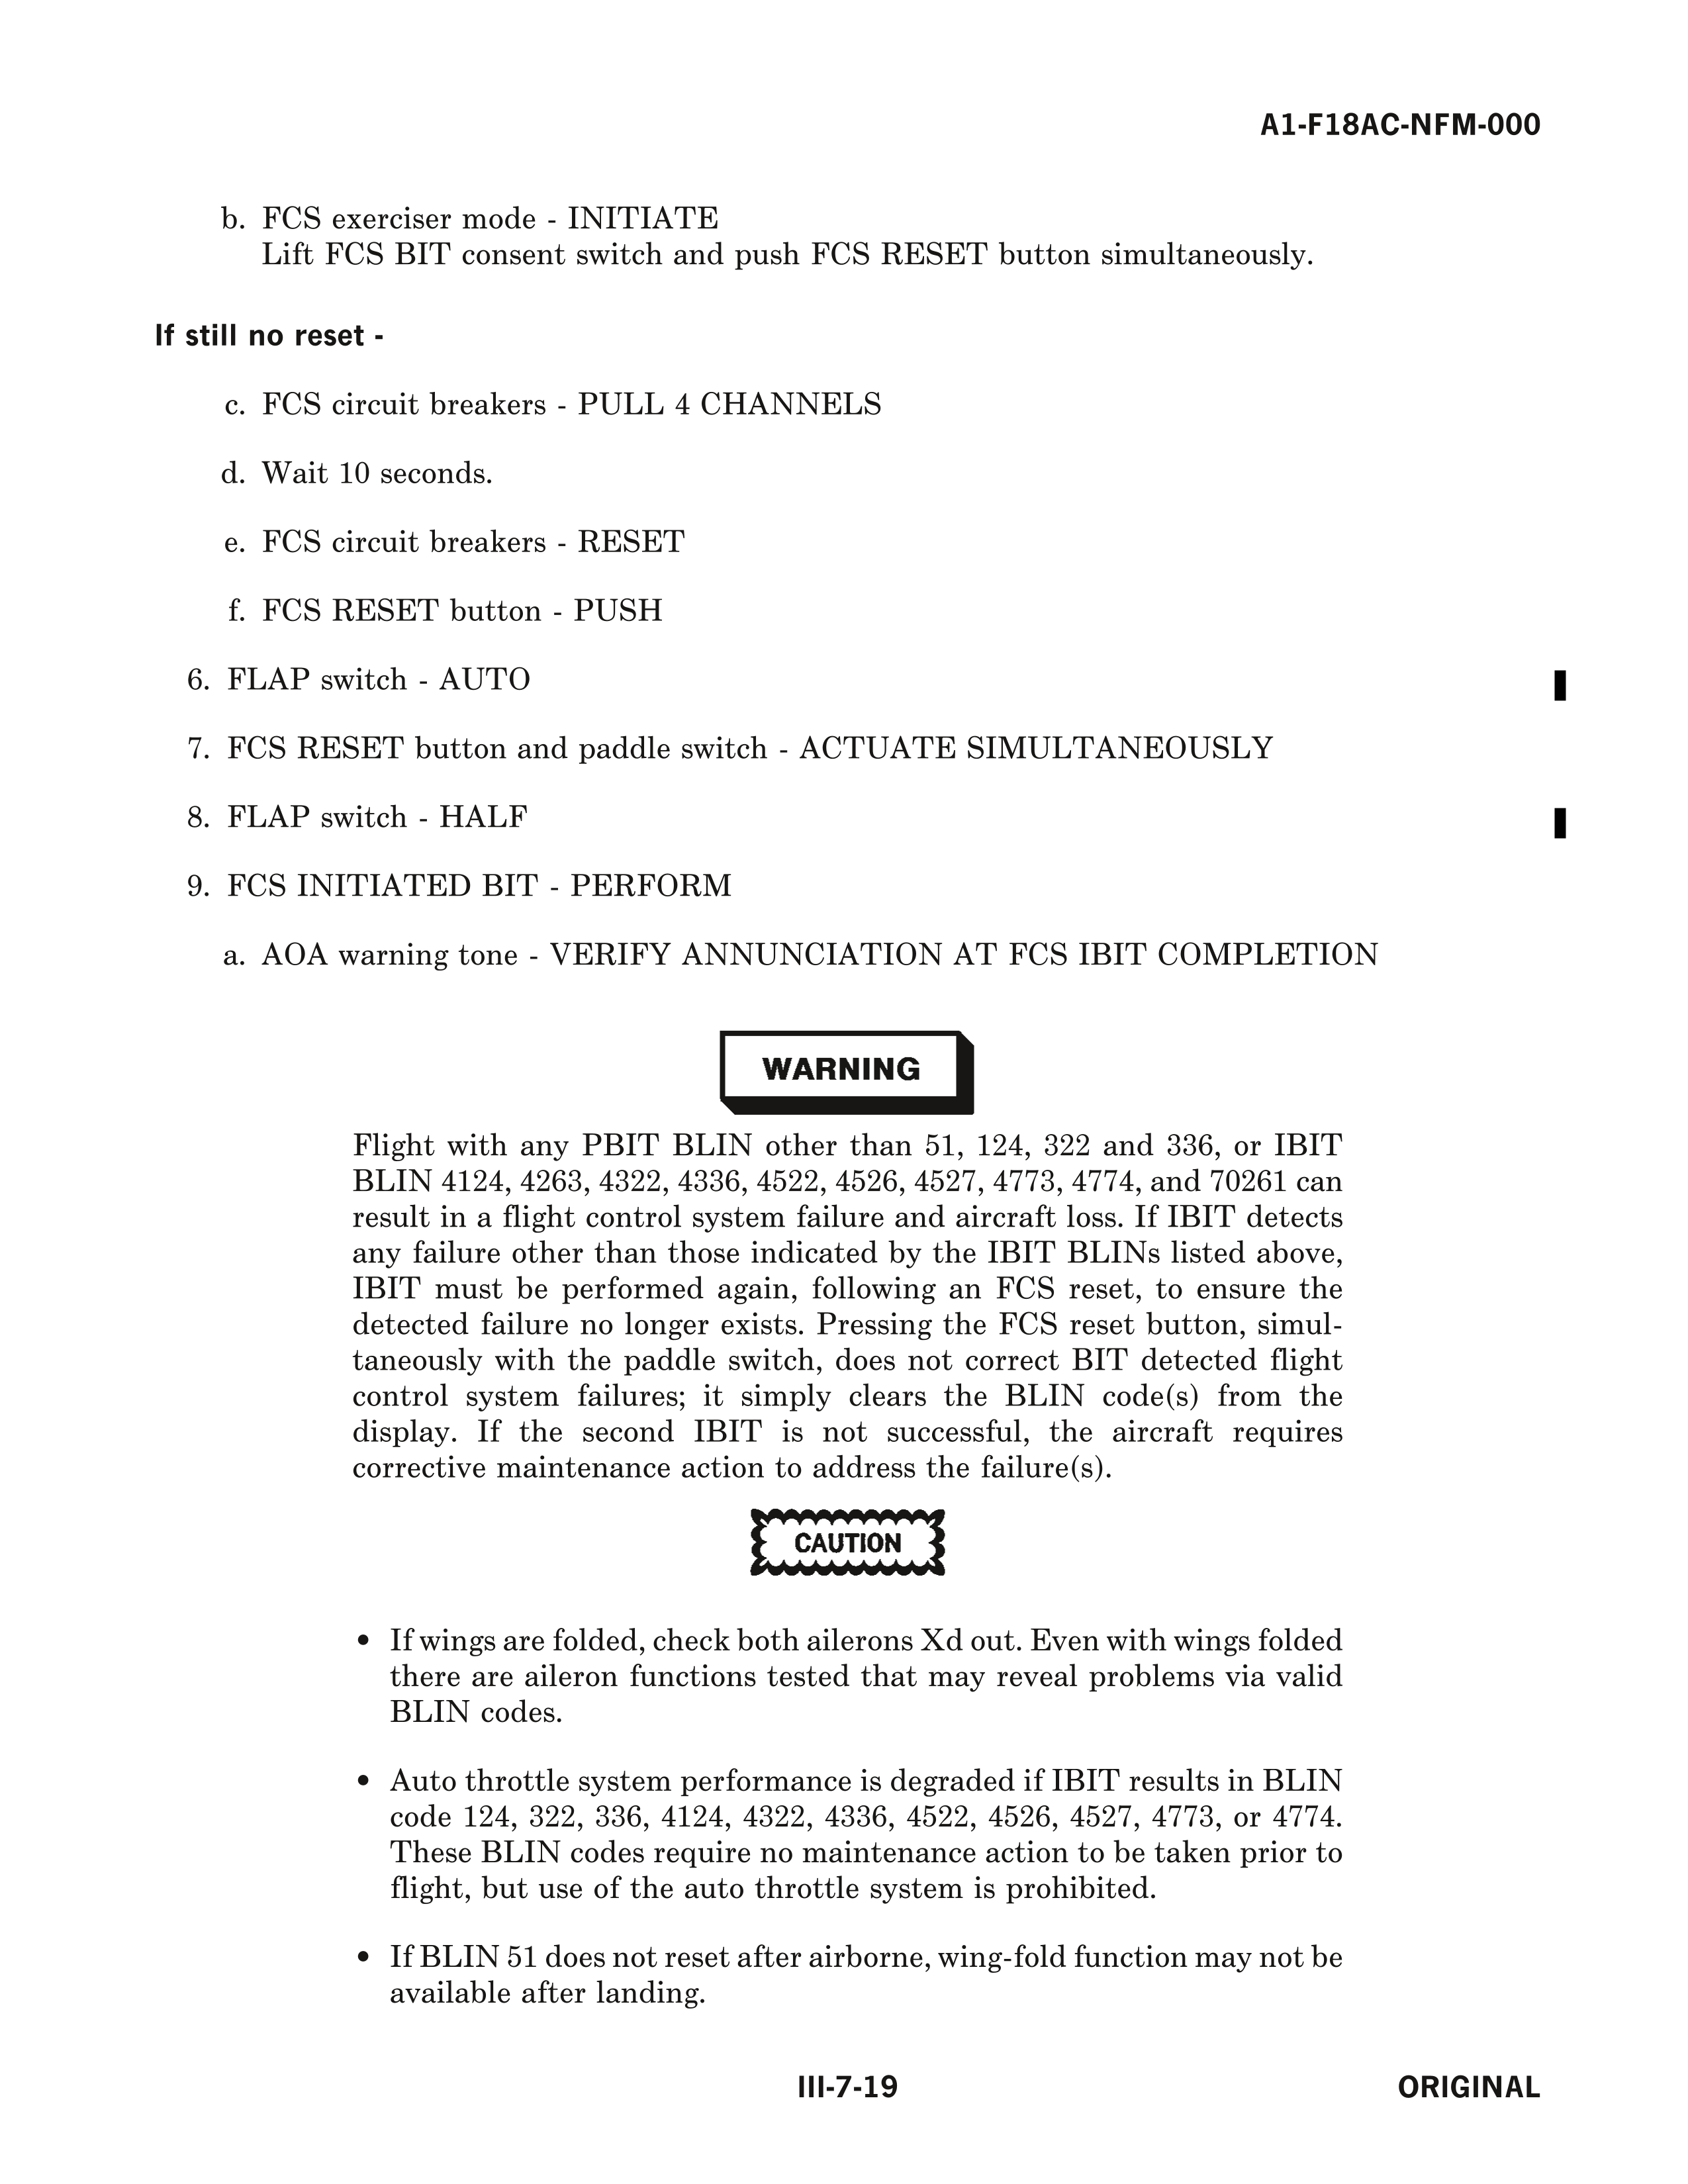 A1-F18AC-NFM-000
b. FCS exerciser mode - INITIATE
Lift FCS BIT consent switch and push FCS RESET button simultaneously.
If still no reset -
c. FCS circuit breakers - PULL 4 CHANNELS
d. Wait 10 seconds.
e. FCS circuit breakers - RESET
f. FCS RESET button - PUSH
6. FLAP switch - AUTO
7. FCS RESET button and paddle switch - ACTUATE SIMULTANEOUSLY
8. FLAP switch - HALF
9. FCS INITIATED BIT - PERFORM
a. AOA warning tone - VERIFY ANNUNCIATION AT FCS IBIT COMPLETION
WARNING
Flight with any PBIT BLIN other than 51, 124, 322 and 336, or IBIT
BLIN 4124, 4263, 4322, 4336, 4522, 4526, 4527, 4773, 4774, and 70261 can
result in a flight control system failure and aircraft loss. If IBIT detects
any failure other than those indicated by the IBIT BLINs listed above,
IBIT must be performed again, following an FCS reset, to ensure the
detected failure no longer exists. Pressing the FCS reset button, simul-
taneously with the paddle switch, does not correct BIT detected flight
control system failures; it simply clears the BLIN code(s) from the
display. If the second IBIT is not successful, the aircraft requires
corrective maintenance action to address the failure(s).
CAUTION
• If wings are folded, check both ailerons Xd out. Even with wings folded
there are aileron functions tested that may reveal problems via valid
BLIN codes.
• Auto throttle system performance is degraded if IBIT results in BLIN
code 124, 322, 336, 4124, 4322, 4336, 4522, 4526, 4527, 4773, or 4774.
These BLIN codes require no maintenance action to be taken prior to
flight, but use of the auto throttle system is prohibited.
• If BLIN 51 does not reset after airborne, wing-fold function may not be
available after landing.
III-7-19
ORIGINAL